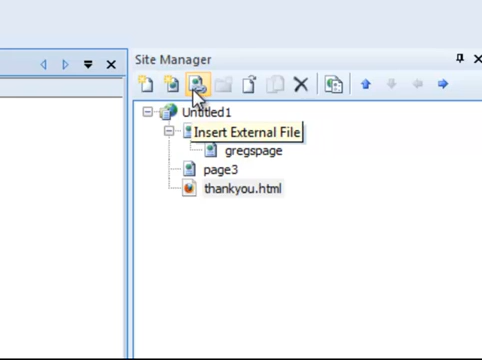 Site Manager
Untitled1
Insert External File
gregspage
page3
thankyou.html